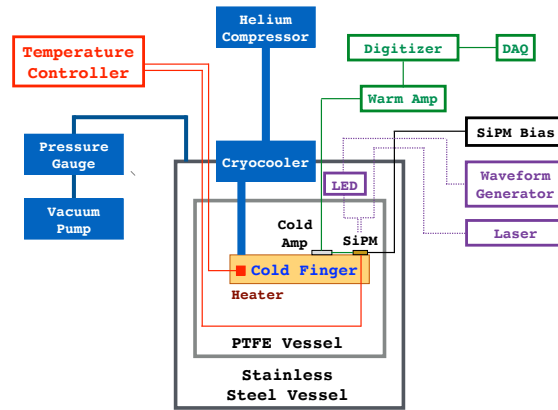 Helium
Compressor
Temperature
Controller
Digitizer
DAQ
Warm Amp
SiPM Bias
Pressure
Gauge
Cryocooler
LED
Waveform
Generator
Vacuum
Pump
Cold
Amp
SiPM
Laser
Cold Finger
Heater
PTFE Vessel
Stainless
Steel Vessel